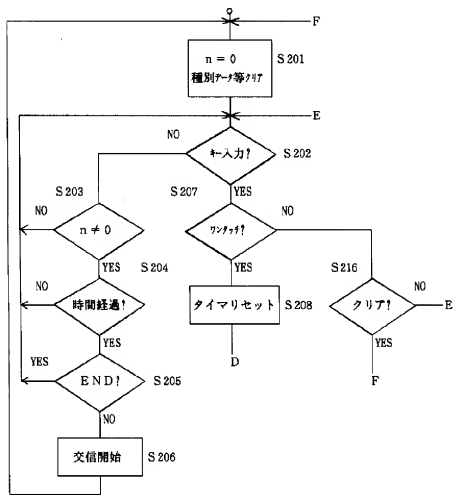 F
n=0
種別データ等クリア
S201
E
NO
キー入力?
S202
S203
S207
YES
NO
n≠0
ワンタッチ?
NO
YES
S204
YES
S216
NO
時間経過!
タイマリセット
S208
クリア?
NO
E
YES
YES
YES
END?
S205
D
F
NO
交信開始
S206